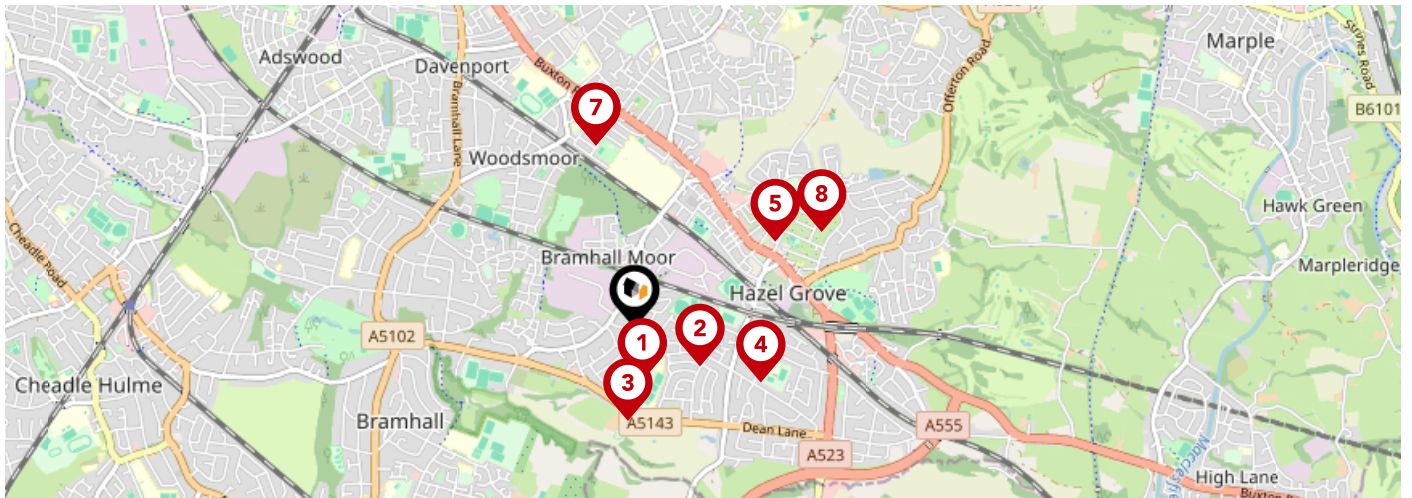 Marple
Strines Road
Adswood
Davenport
Buxton R
Offerton Road
B6101
7
Bramhall Lane
Woodsmoor
5
8
Hawk Green
Cheadle Road
Bramhall Moor
Marpleridge
Hazel Grove
A5102
1
2
4
3
Cheadle Hulme
Bramhall
A5143
Dean Lane
A555
A523
High Lane
Buxton R